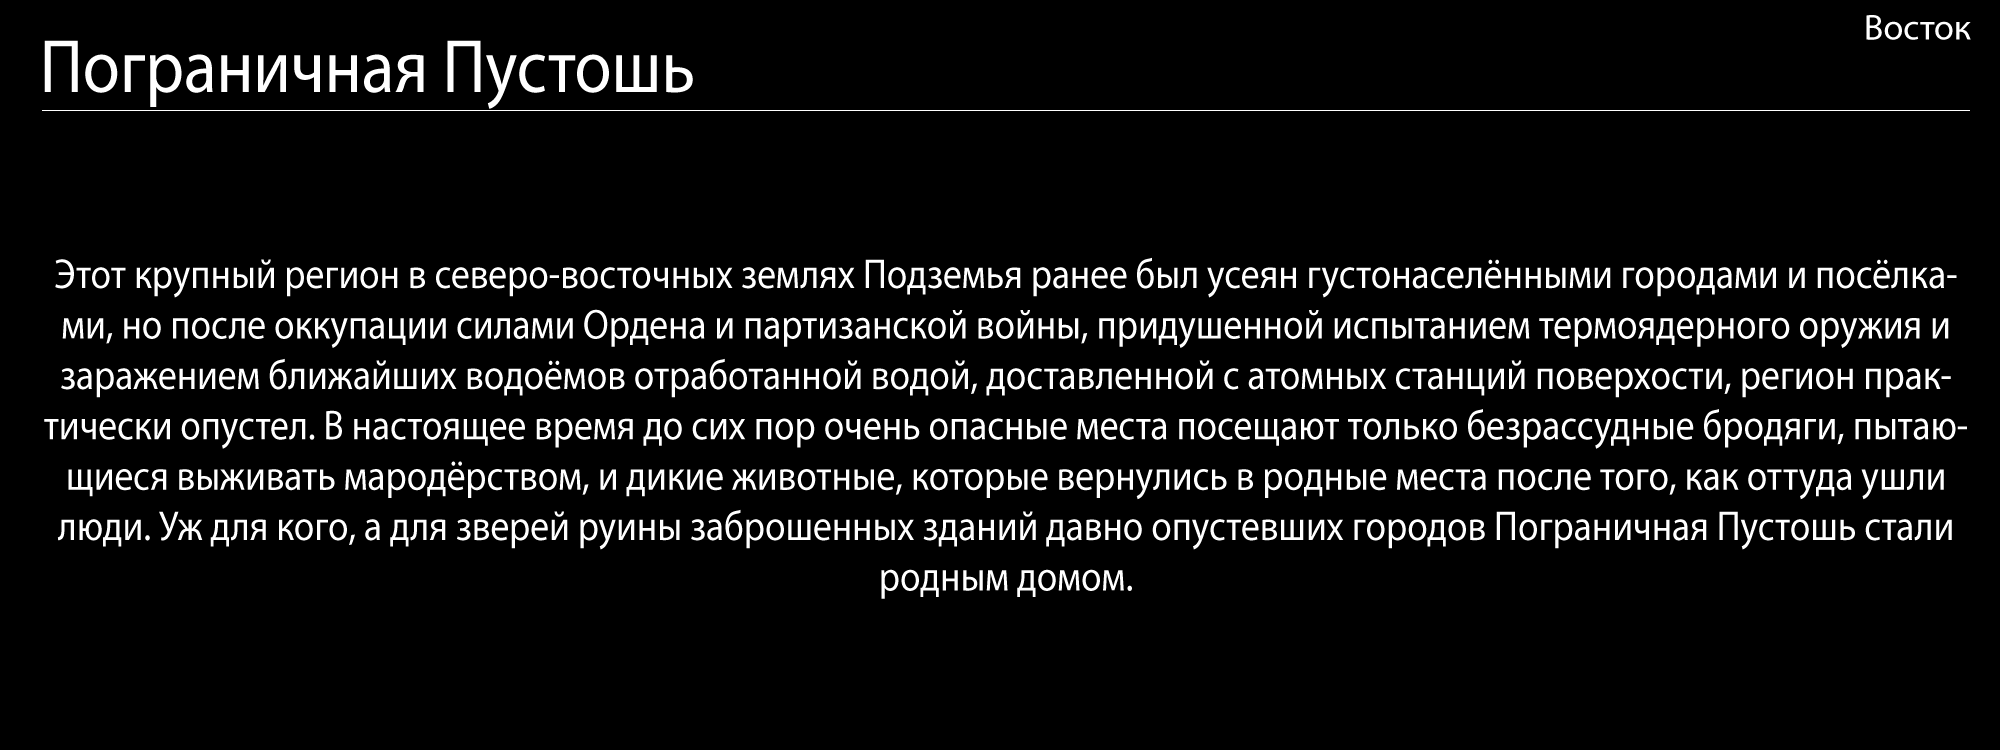 Восток
Пограничная Пустошь
Этот крупный регион в северо-восточных землях Подземья ранее был усеян густонаселёнными городами и посёлка-
ми, но после оккупации силами Ордена и партизанской войны, придушенной испытанием термоядерного оружия и
заражением ближайших водоёмов отработанной водой, доставленной с атомных станций поверхости, регион прак-
тически опустел. В настоящее время до сих пор очень опасные места посещают только безрассудные бродяги, пытаю-
щиеся выживать мародёрством, и дикие животные, которые вернулись в родные места после того, как оттуда ушли
люди. Уж для кого, а для зверей руины заброшенных зданий давно опустевших городов Пограничная Пустошь стали
родным домом.